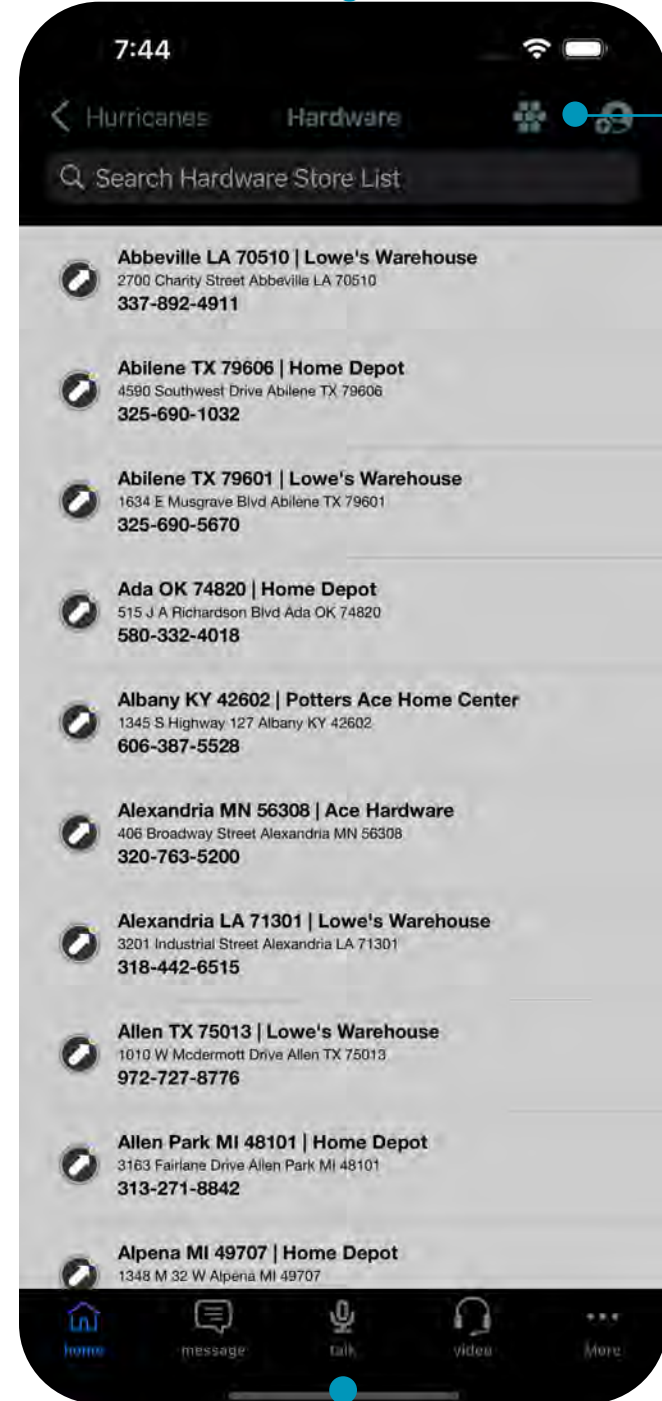 7:44
Hurricanes Hardware
Search Hardware Store List
Abbeville LA 70510 | Lowe's Warehouse
2700 Charity Street Abbeville LA 70510
337-892-4911
Abilene TX 79606 | Home Depot
4590 Southwest Drive Abilene TX 79606
325-690-1032
Abilene TX 79601 | Lowe's Warehouse
1634 E Musgrave Blvd Abilene TX 79601
325-690-5670
Ada OK 74820 | Home Depot
515 J A Richardson Blvd Ada OK 74820
580-332-4018
Albany KY 42602 | Potters Ace Home Center
1345 S Highway 127 Albany KY 42602
606-387-5528
Alexandria MN 56308 | Ace Hardware
406 Broadway Street Alexandria MN 56308
320-763-5200
Alexandria LA 71301 | Lowe's Warehouse
3201 Industrial Street Alexandria LA 71301
318-442-6515
Allen TX 75013 | Lowe's Warehouse
1010 W Mcdermott Drive Allen TX 75013
972-727-8776
Allen Park MI 48101 | Home Depot
3163 Fairlane Drive Allen Park MI 48101
313-271-8842
Alpena MI 49707 | Home Depot
1348 M 32 W Alpena MI 49707
home message talk video More